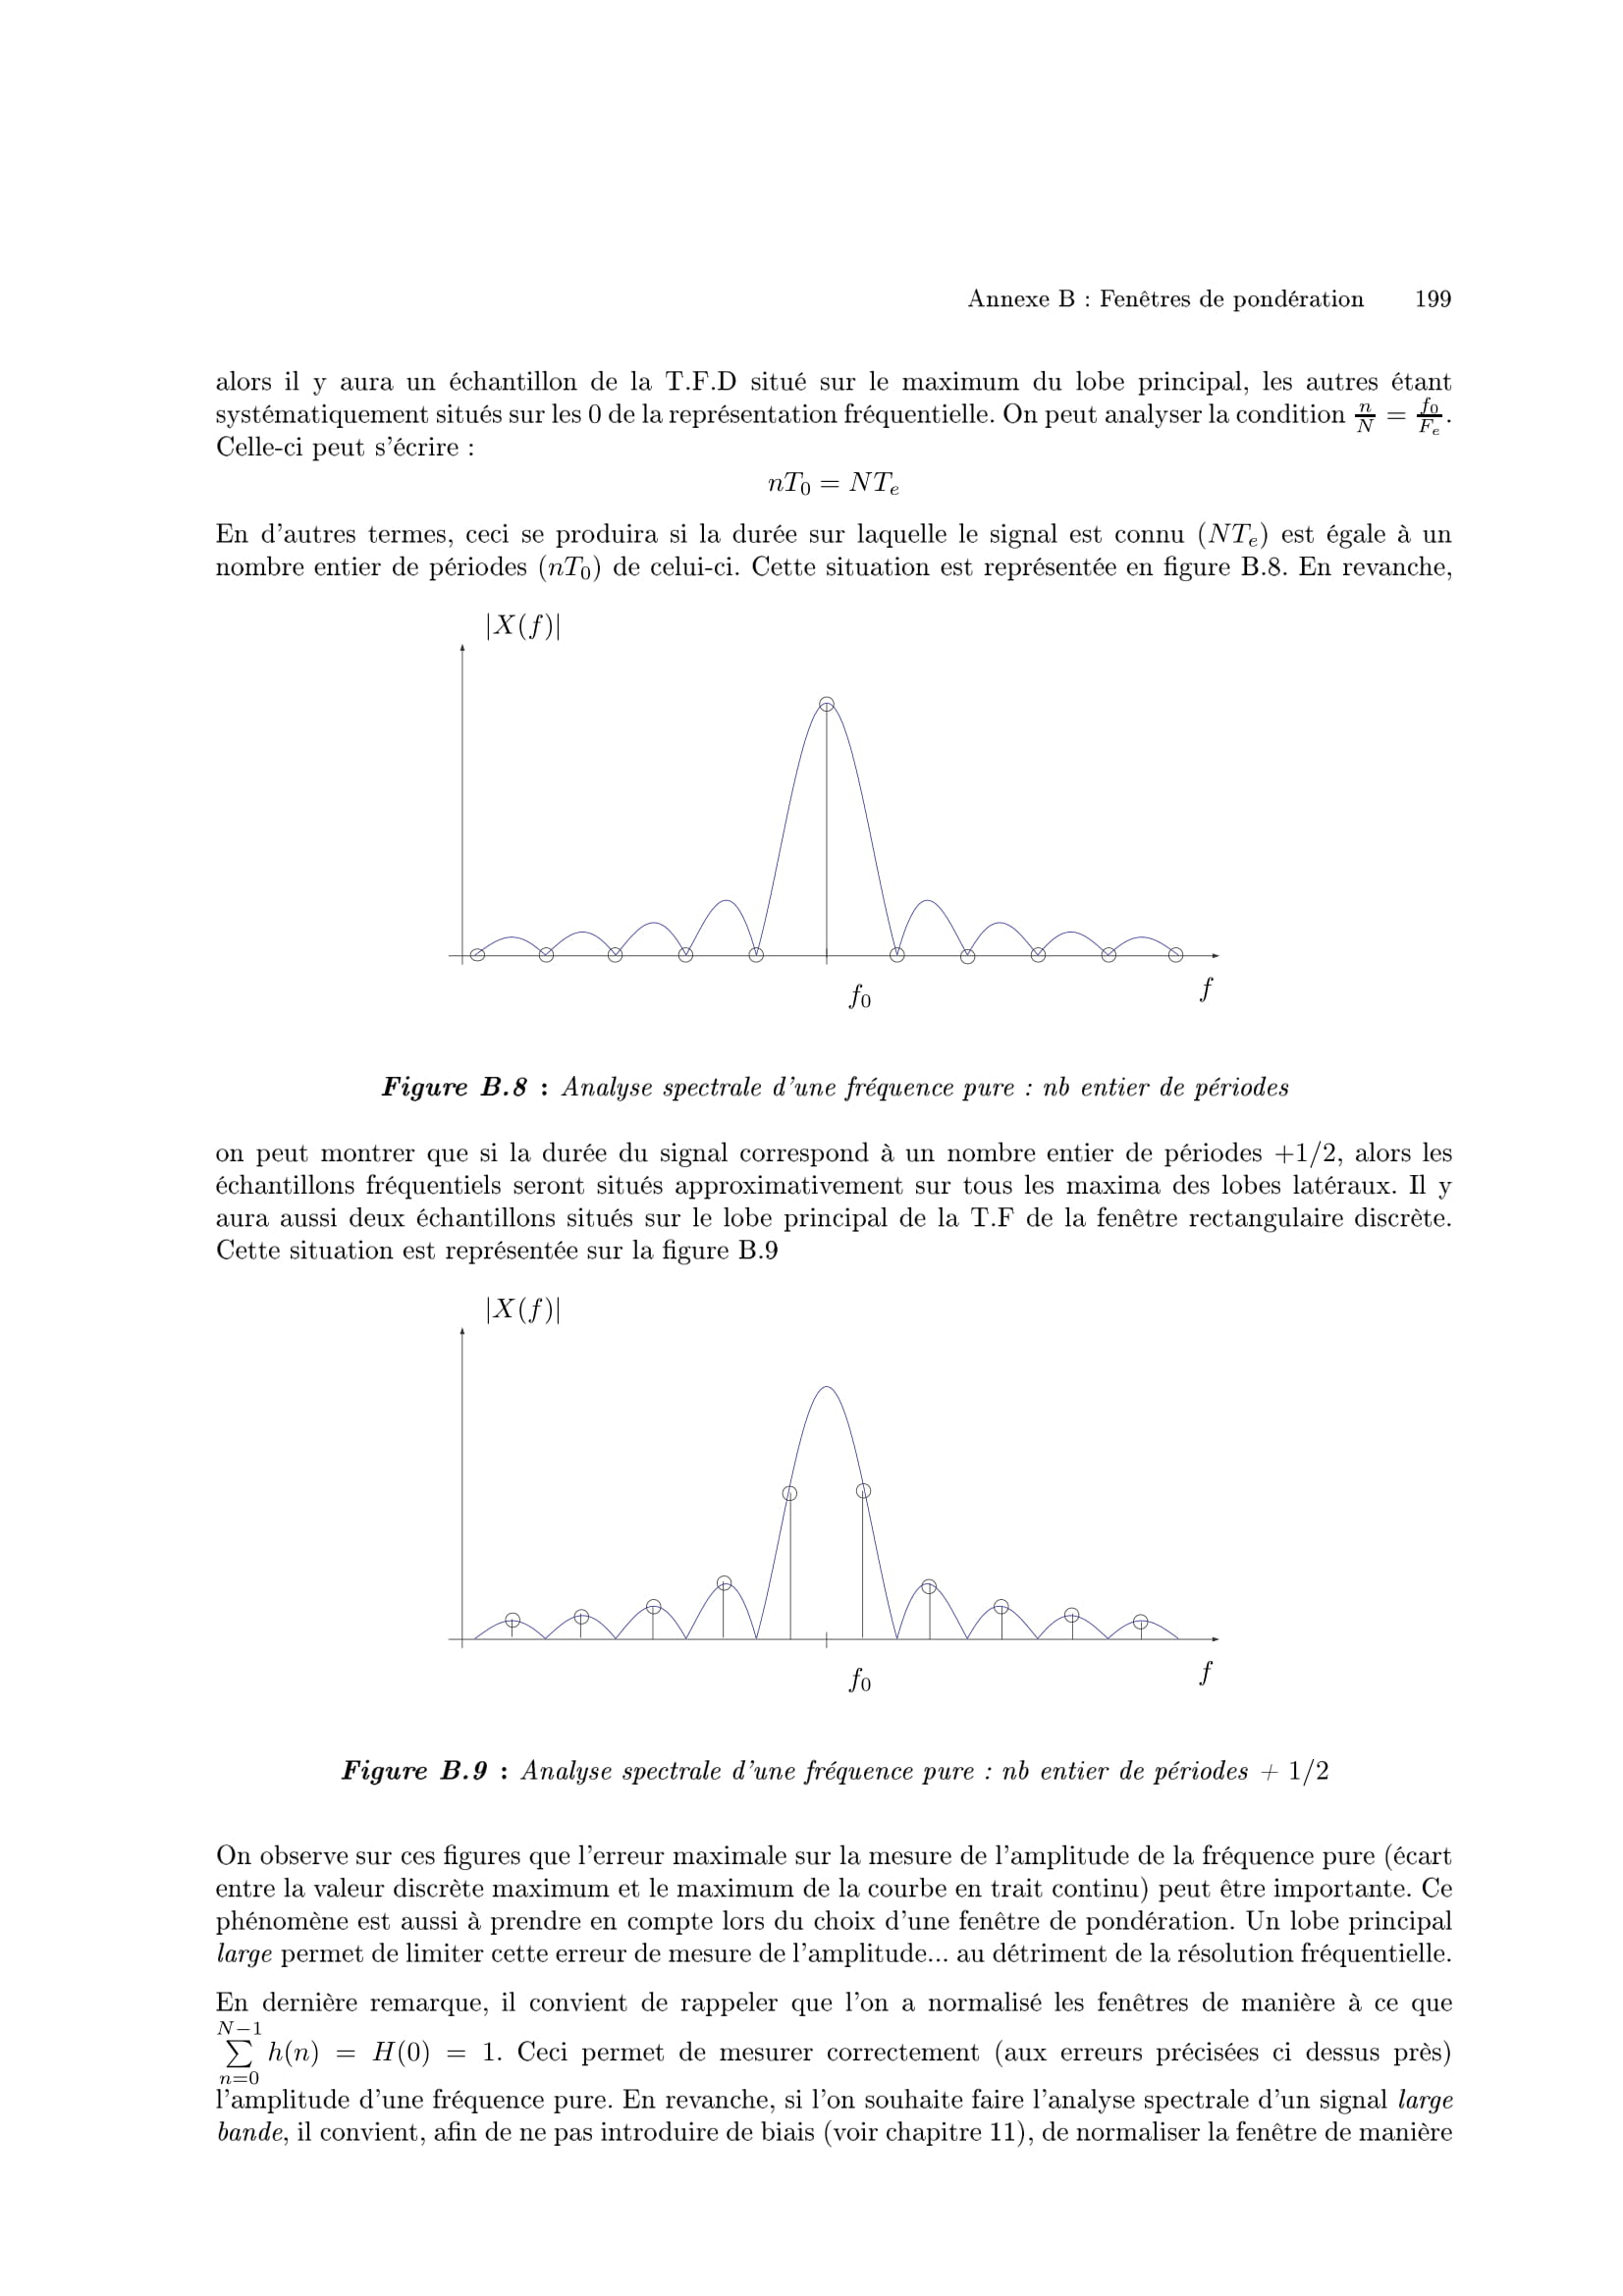 Annexe B : Fenêtres de pondération 199
alors il y aura un échantillon de la T.F.D situé sur le maximum du lobe principal, les autres étant
systématiquement situés sur les 0 de la représentation fréquentielle. On peut analyser la condition n/N = f₀/Fₑ.
Celle-ci peut s'écrire :
nT₀ = NTₑ
En d'autres termes, ceci se produira si la durée sur laquelle le signal est connu (NTₑ) est égale à un
nombre entier de périodes (nT₀) de celui-ci. Cette situation est représentée en figure B.8. En revanche,
|X(f)|
f₀
f
Figure B.8 : Analyse spectrale d'une fréquence pure : nb entier de périodes
on peut montrer que si la durée du signal correspond à un nombre entier de périodes +1/2, alors les
échantillons fréquentiels seront situés approximativement sur tous les maxima des lobes latéraux. Il y
aura aussi deux échantillons situés sur le lobe principal de la T.F de la fenêtre rectangulaire discrète.
Cette situation est représentée sur la figure B.9
|X(f)|
f₀
f
Figure B.9 : Analyse spectrale d'une fréquence pure : nb entier de périodes + 1/2
On observe sur ces figures que l'erreur maximale sur la mesure de l'amplitude de la fréquence pure (écart
entre la valeur discrète maximum et le maximum de la courbe en trait continu) peut être importante. Ce
phénomène est aussi à prendre en compte lors du choix d'une fenêtre de pondération. Un lobe principal
large permet de limiter cette erreur de mesure de l'amplitude... au détriment de la résolution fréquentielle.
En dernière remarque, il convient de rappeler que l'on a normalisé les fenêtres de manière à ce que
N−1
∑ h(n) = H(0) = 1. Ceci permet de mesurer correctement (aux erreurs précisées ci dessus près)
n=0
l'amplitude d'une fréquence pure. En revanche, si l'on souhaite faire l'analyse spectrale d'un signal large
bande, il convient, afin de ne pas introduire de biais (voir chapitre 11), de normaliser la fenêtre de manière